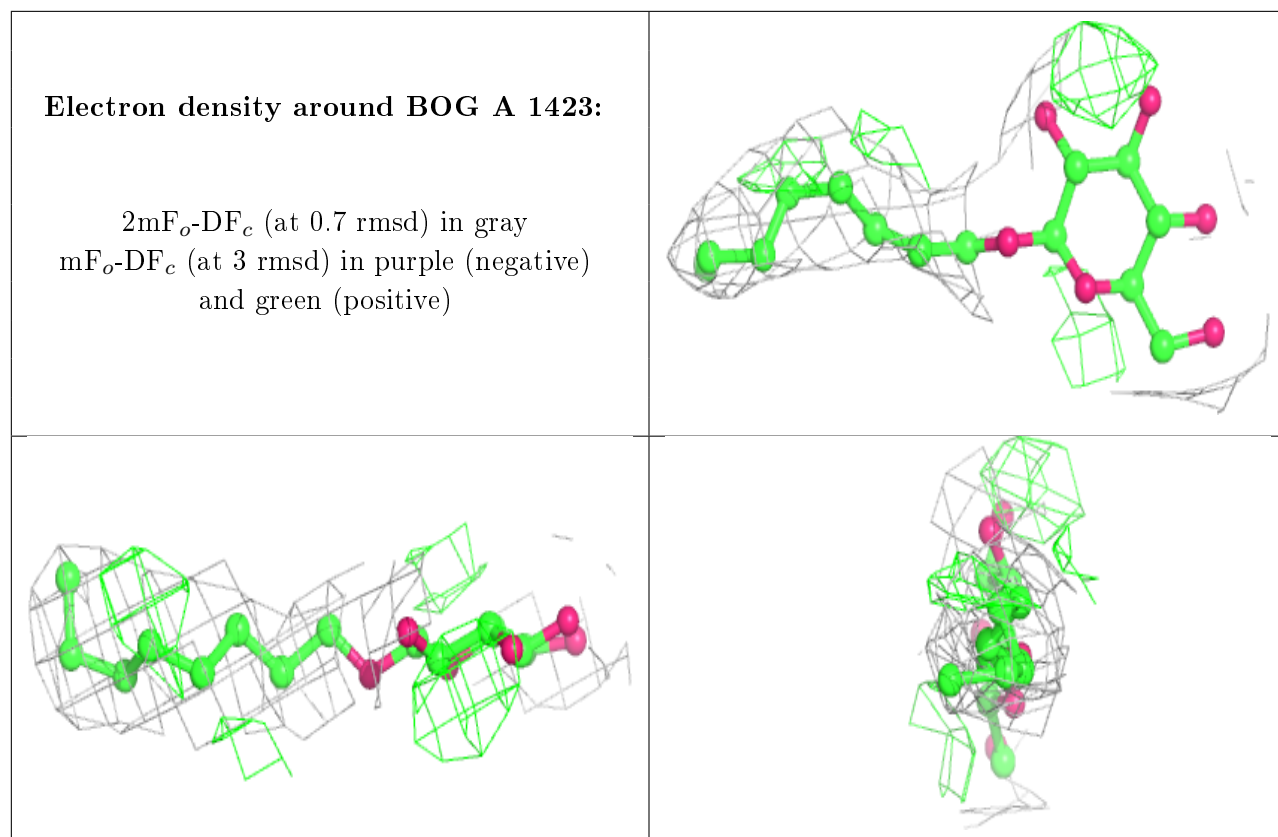 Electron density around BOG A 1423:
2mFo-DFc (at 0.7 rmsd) in gray
mFo-DFc (at 3 rmsd) in purple (negative)
and green (positive)